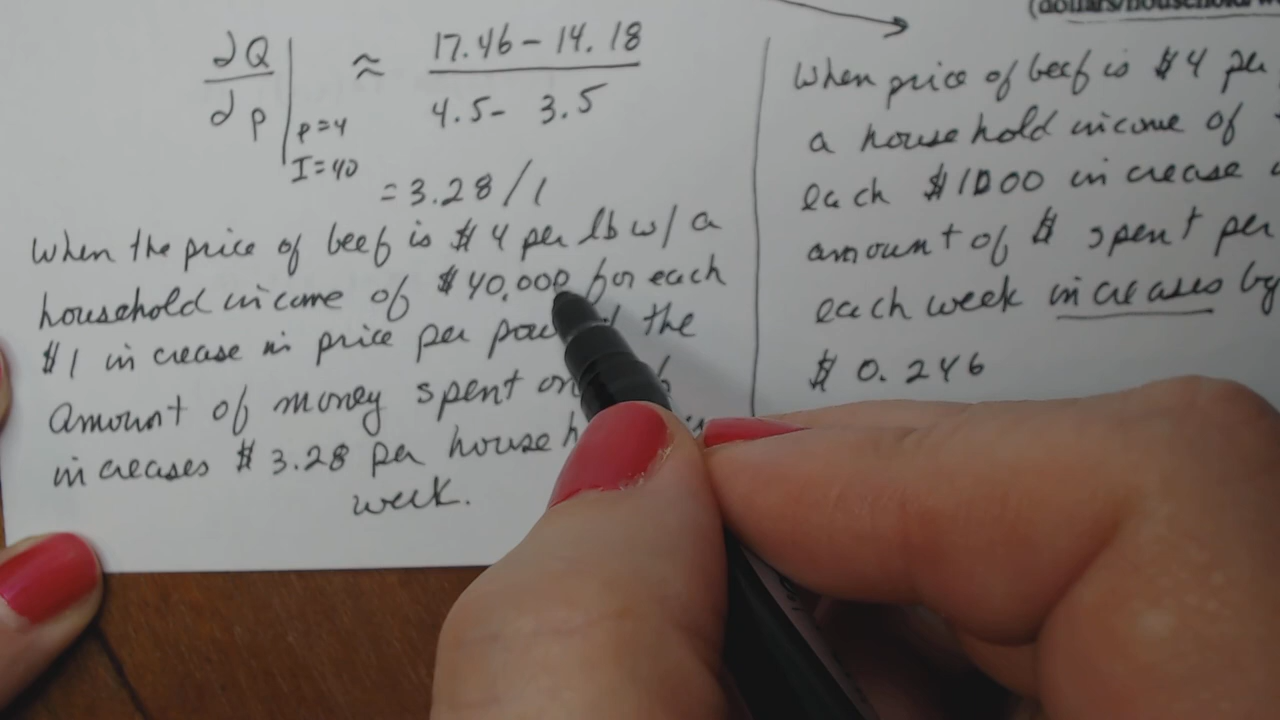 ∂Q/∂p | p=4 I=40 ≈ (17.46 - 14.18)/(4.5 - 3.5)
= 3.28/1
When the price of beef is $4 per lb w/ a
household income of $40,000 for each
$1 increase in price per the
amount of money spent
increases $3.28 per
week.
(dollars/household/
When price of beef is $4 per
a household income of
each $1000 increase
amount of $ spent per
each week increases by
$0.246